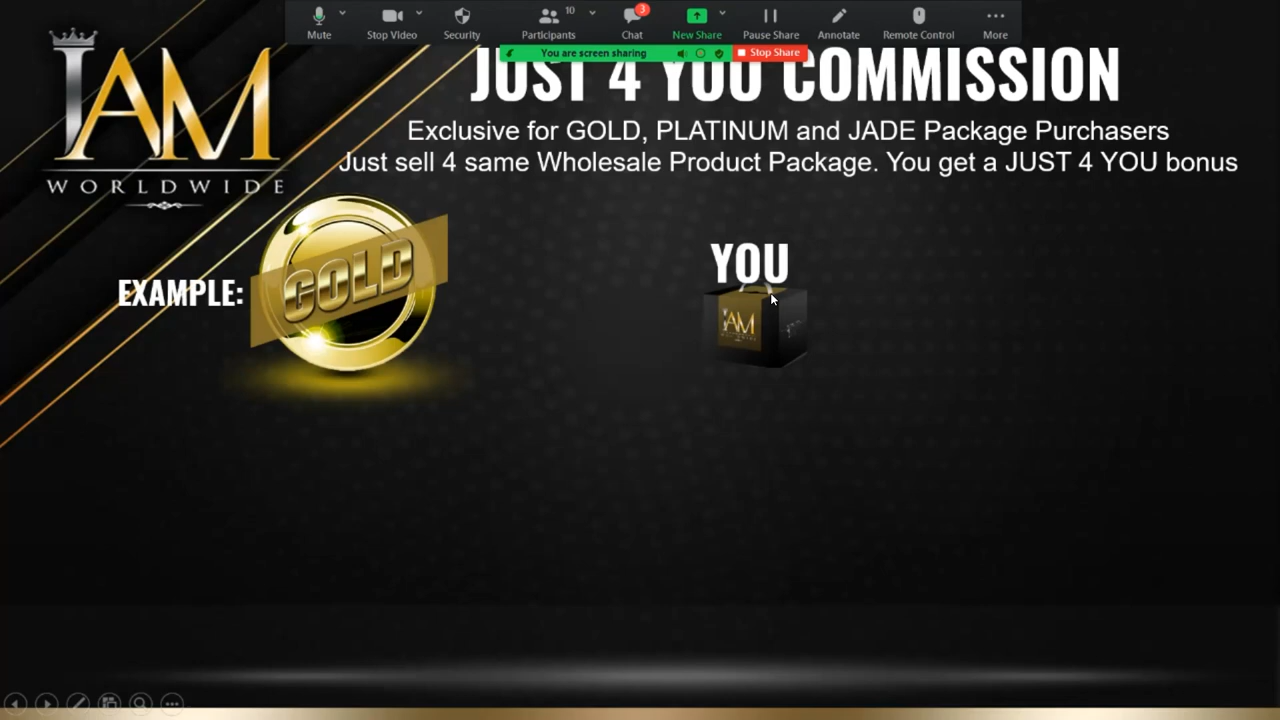 10
3
Mute
Stop Video
Security
Participants
Chat
New Share
Pause Share
Annotate
Remote Control
More
You are screen sharing
Stop Share
IAM
WORLDWIDE
JUST 4 YOU COMMISSION
Exclusive for GOLD, PLATINUM and JADE Package Purchasers
Just sell 4 same Wholesale Product Package. You get a JUST 4 YOU bonus
EXAMPLE:
GOLD
YOU
IAM